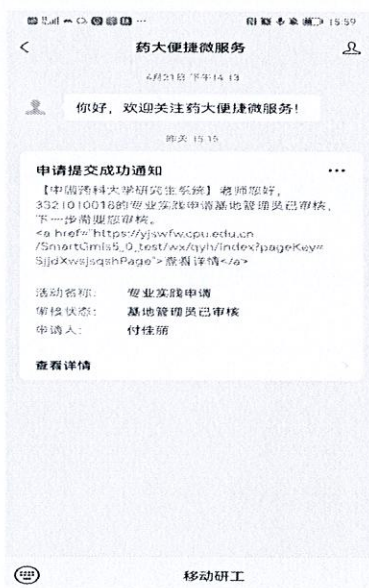 15:59
药大便捷微服务
4月21日 下午14:13
你好，欢迎关注药大便捷微服务！
昨天 15:15
申请提交成功通知
【中国药科大学研究生系统】老师您好，
3321010018的专业实践申请基地管理员已审核，
下一步需要您审核。
<a href="https://yjswfw.cpu.edu.cn
/SmartGmis5_0_test/wx/qyh/index?pageKey=
SjjdXwsjsqshPage">查看详情</a>
活动名称： 专业实践申请
审核状态： 基地管理员已审核
申请人： 付佳丽
查看详情
移动研工